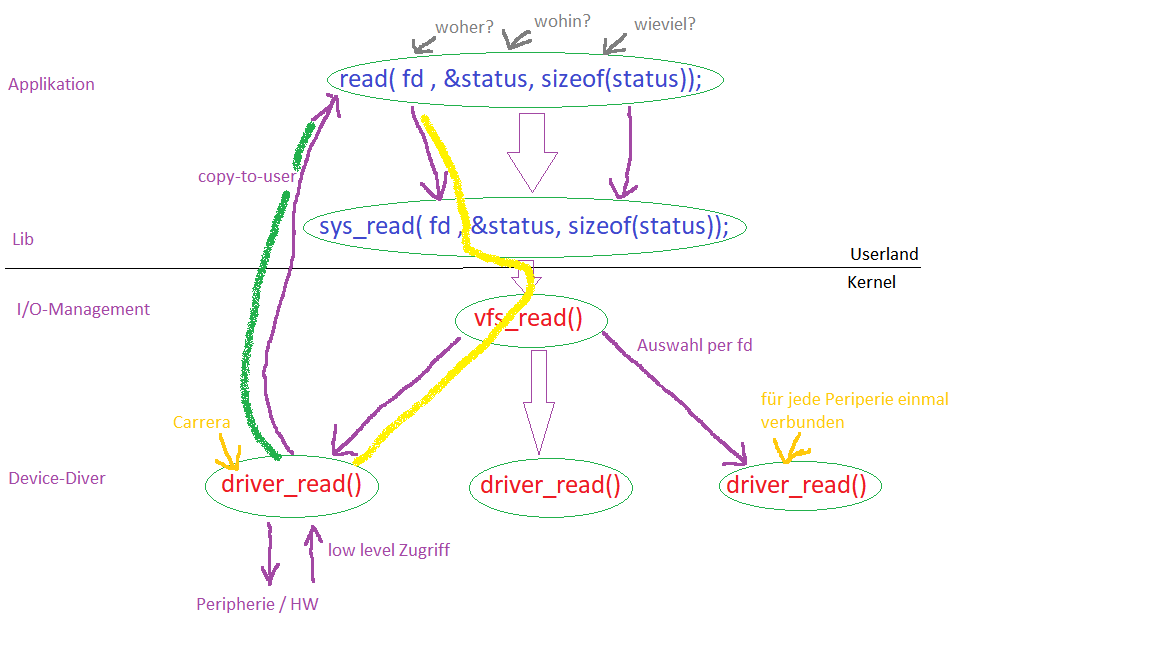 woher?
wohin?
wieviel?
Applikation
read( fd , &status, sizeof(status));
copy-to-user
Lib
sys_read( fd , &status, sizeof(status));
Userland
Kernel
I/O-Management
vfs_read()
Auswahl per fd
Carrera
für jede Periperie einmal
verbunden
Device-Diver
driver_read()
driver_read()
driver_read()
low level Zugriff
Peripherie / HW